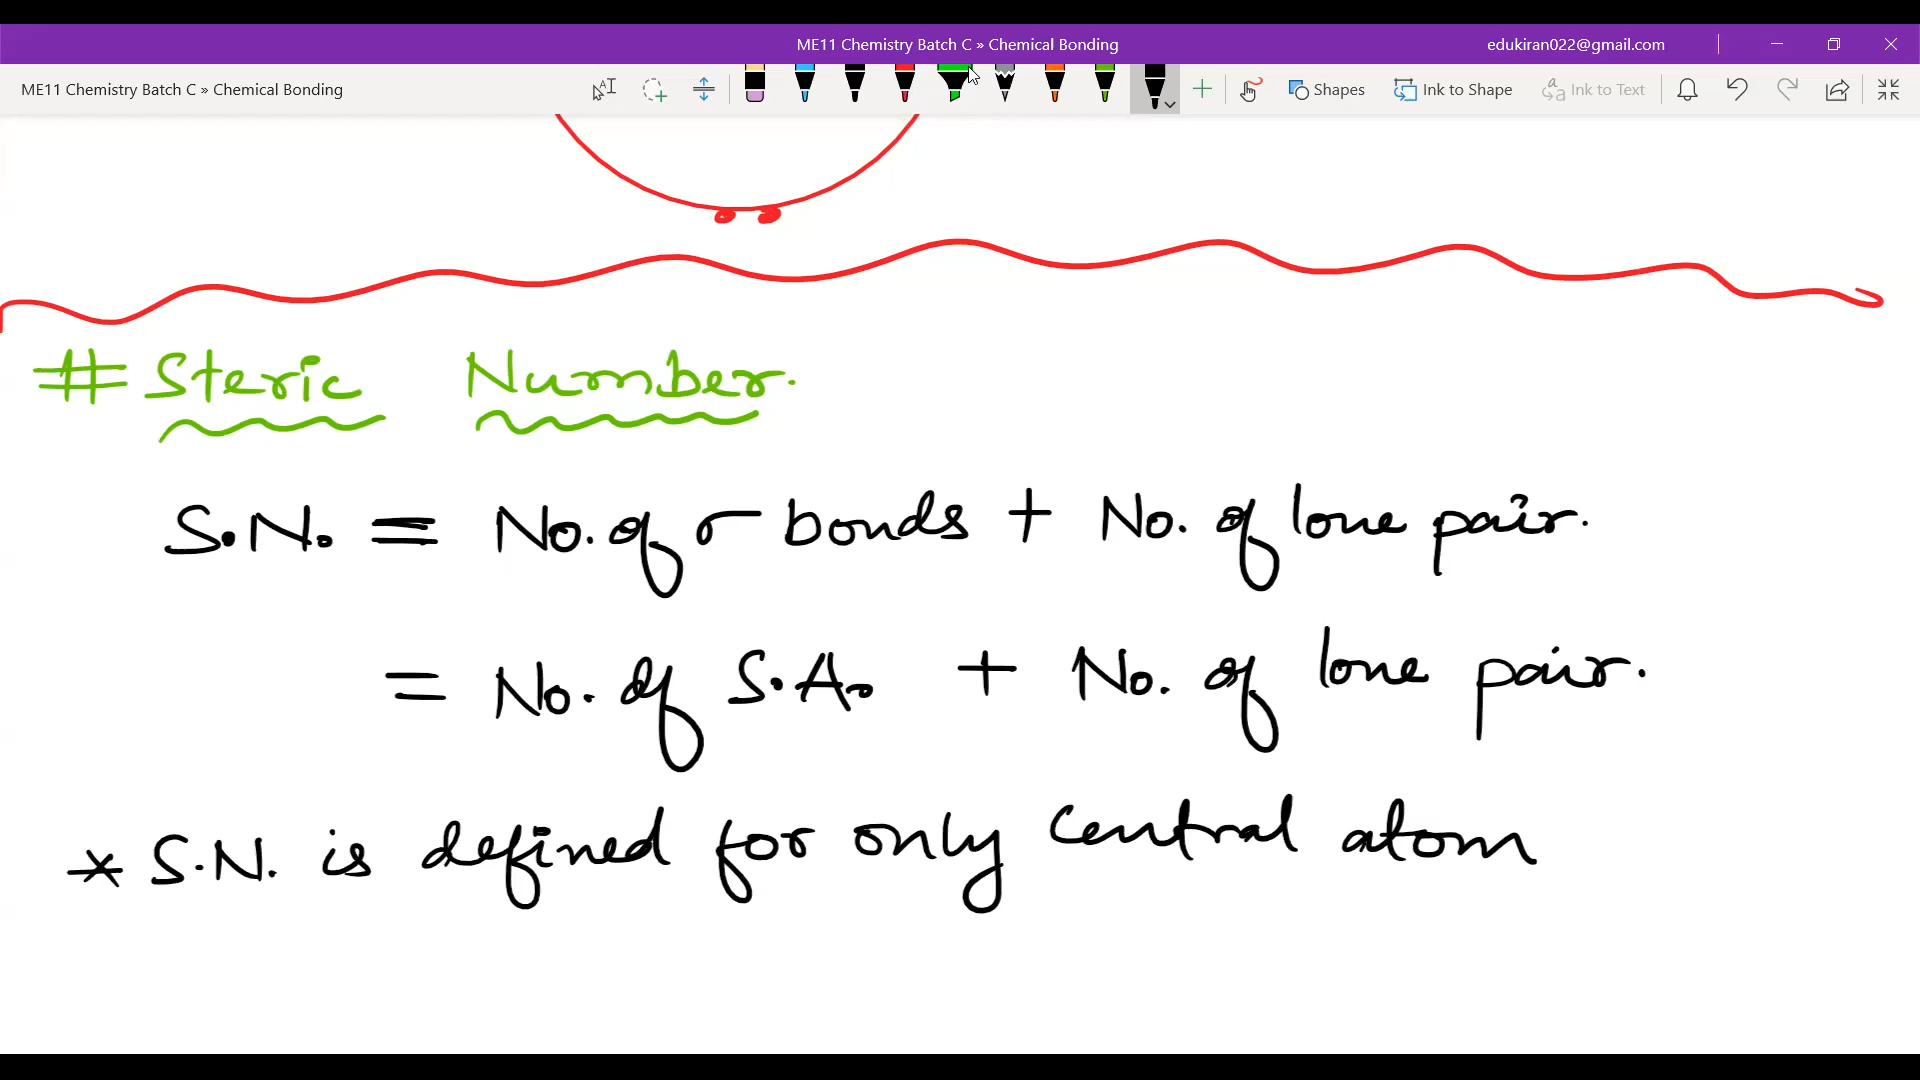 ME11 Chemistry Batch C » Chemical Bonding
edukiran022@gmail.com
ME11 Chemistry Batch C » Chemical Bonding
Shapes
Ink to Shape
Ink to Text
# Steric Number.
S.N. = No. of σ bonds + No. of lone pair.
= No. of S.A. + No. of lone pair.
* S.N. is defined for only central atom